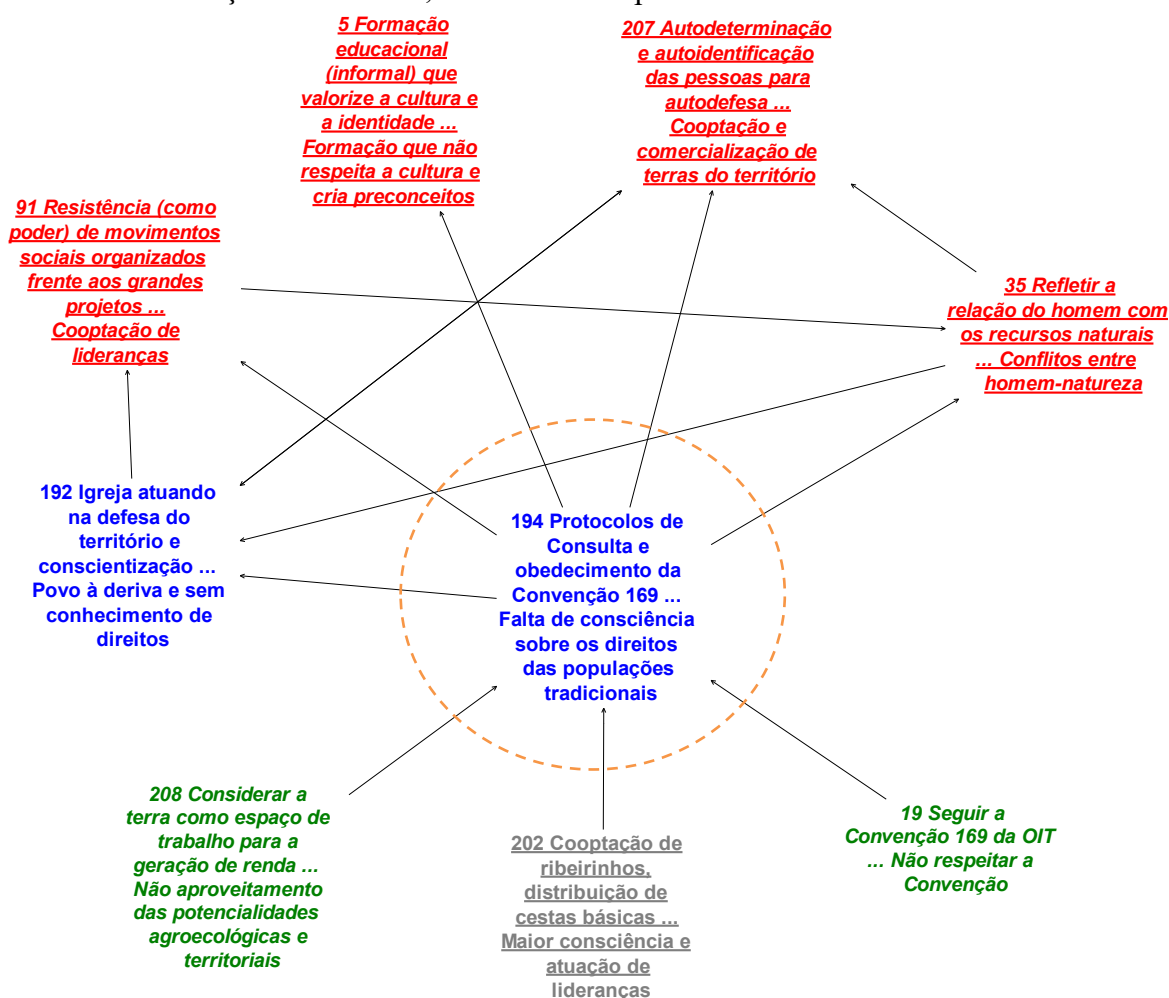 5 Formação
educacional
(informal) que
valorize a cultura e
a identidade ...
Formação que não
respeita a cultura e
cria preconceitos
207 Autodeterminação
e autoidentificação
das pessoas para
autodefesa ...
Cooptação e
comercialização de
terras do território
91 Resistência (como
poder) de movimentos
sociais organizados
frente aos grandes
projetos ...
Cooptação de
lideranças
35 Refletir a
relação do homem com
os recursos naturais
... Conflitos entre
homem-natureza
192 Igreja atuando
na defesa do
território e
conscientização ...
Povo à deriva e sem
conhecimento de
direitos
194 Protocolos de
Consulta e
obedecimento da
Convenção 169 ...
Falta de consciência
sobre os direitos
das populações
tradicionais
208 Considerar a
terra como espaço de
trabalho para a
geração de renda ...
Não aproveitamento
das potencialidades
agroecológicas e
territoriais
202 Cooptação de
ribeirinhos,
distribuição de
cestas básicas ...
Maior consciência e
atuação de
lideranças
19 Seguir a
Convenção 169 da OIT
... Não respeitar a
Convenção